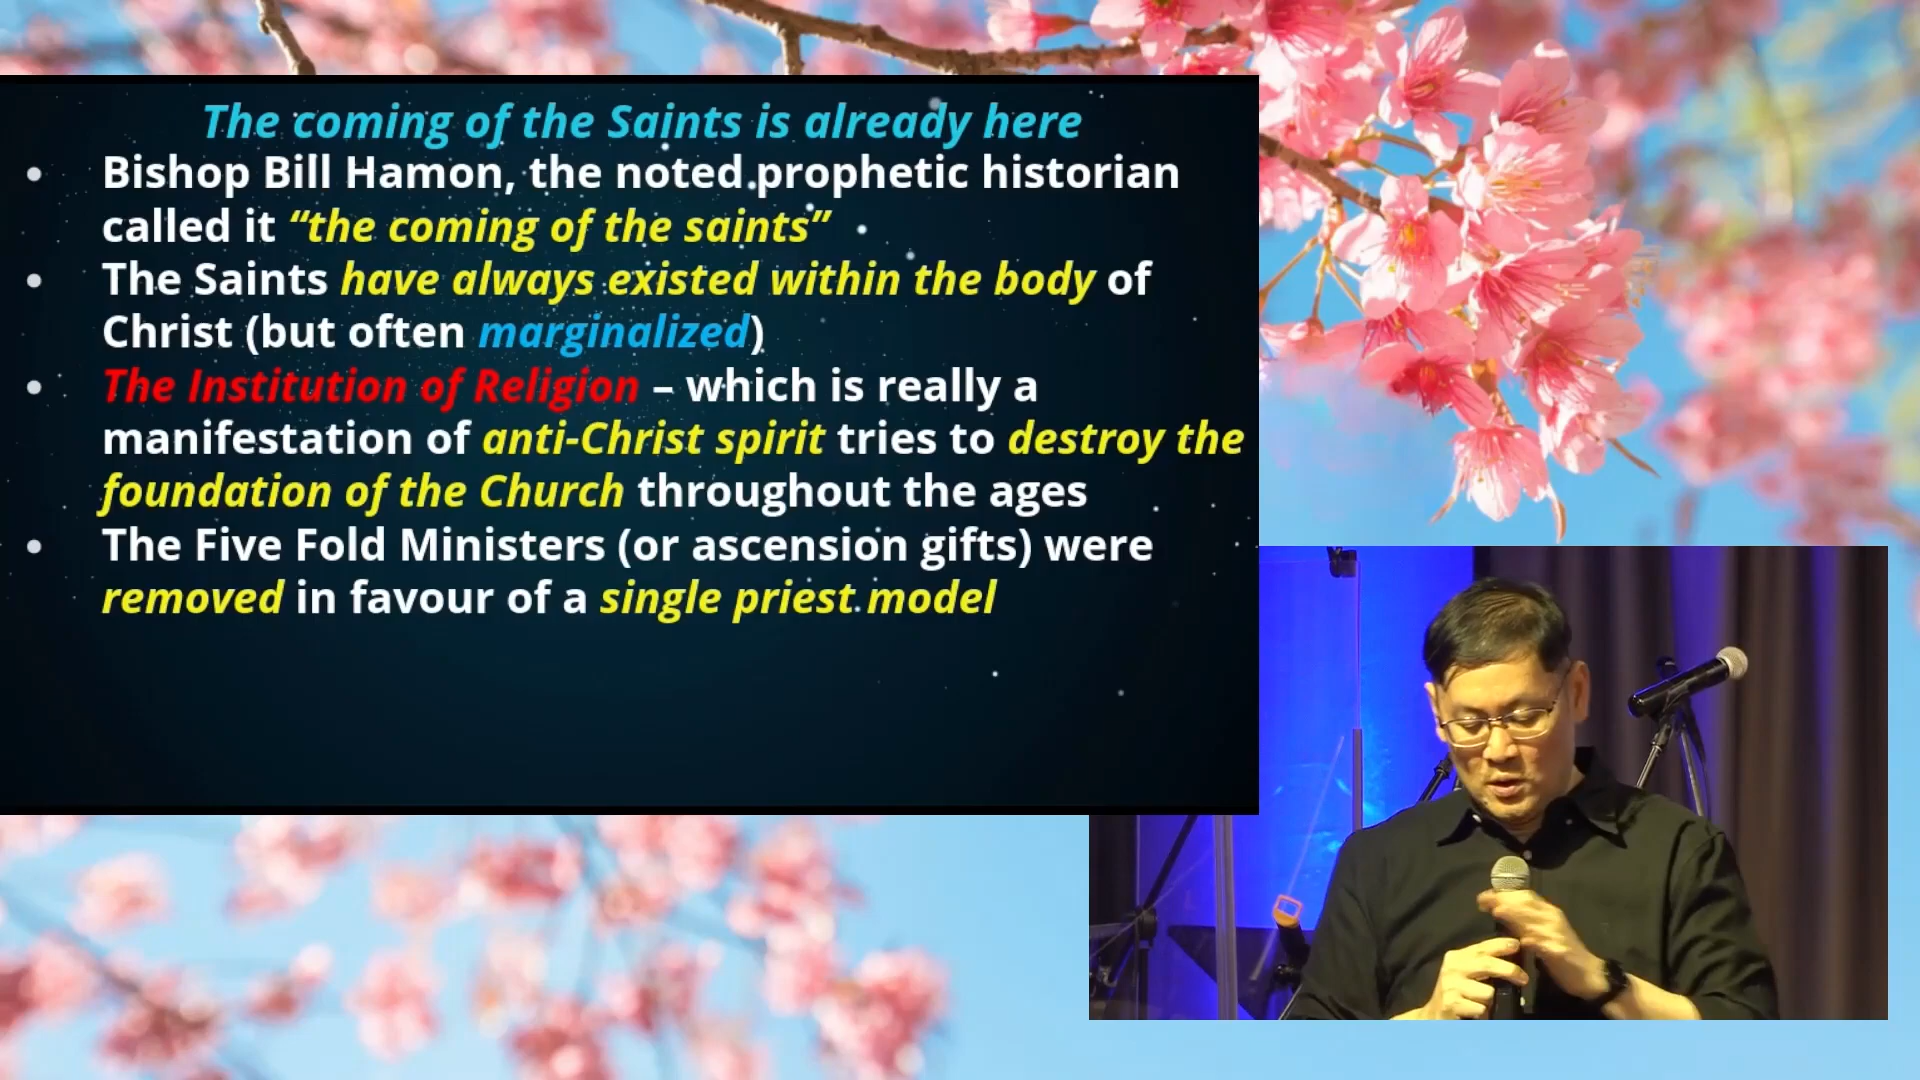 The coming of the Saints is already here
• Bishop Bill Hamon, the noted prophetic historian
called it “the coming of the saints”
• The Saints have always existed within the body of
Christ (but often marginalized)
• The Institution of Religion – which is really a
manifestation of anti-Christ spirit tries to destroy the
foundation of the Church throughout the ages
• The Five Fold Ministers (or ascension gifts) were
removed in favour of a single priest model